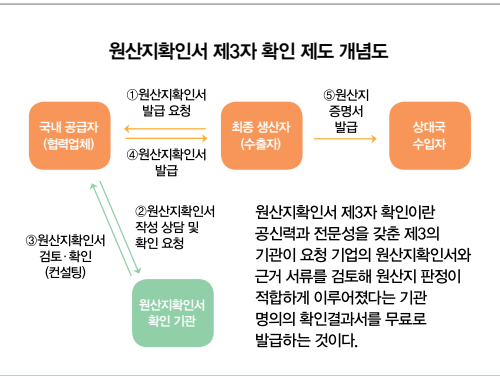 원산지확인서 제3자 확인 제도 개념도
①원산지확인서
발급 요청
⑤원산지
증명서
발급
국내 공급자
(협력업체)
최종 생산자
(수출자)
상대국
수입자
④원산지확인서
발급
②원산지확인서
작성 상담 및
확인 요청
③원산지확인서
검토·확인
(컨설팅)
원산지확인서
확인 기관
원산지확인서 제3자 확인이란
공신력과 전문성을 갖춘 제3의
기관이 요청 기업의 원산지확인서와
근거 서류를 검토해 원산지 판정이
적합하게 이루어졌다는 기관
명의의 확인결과서를 무료로
발급하는 것이다.